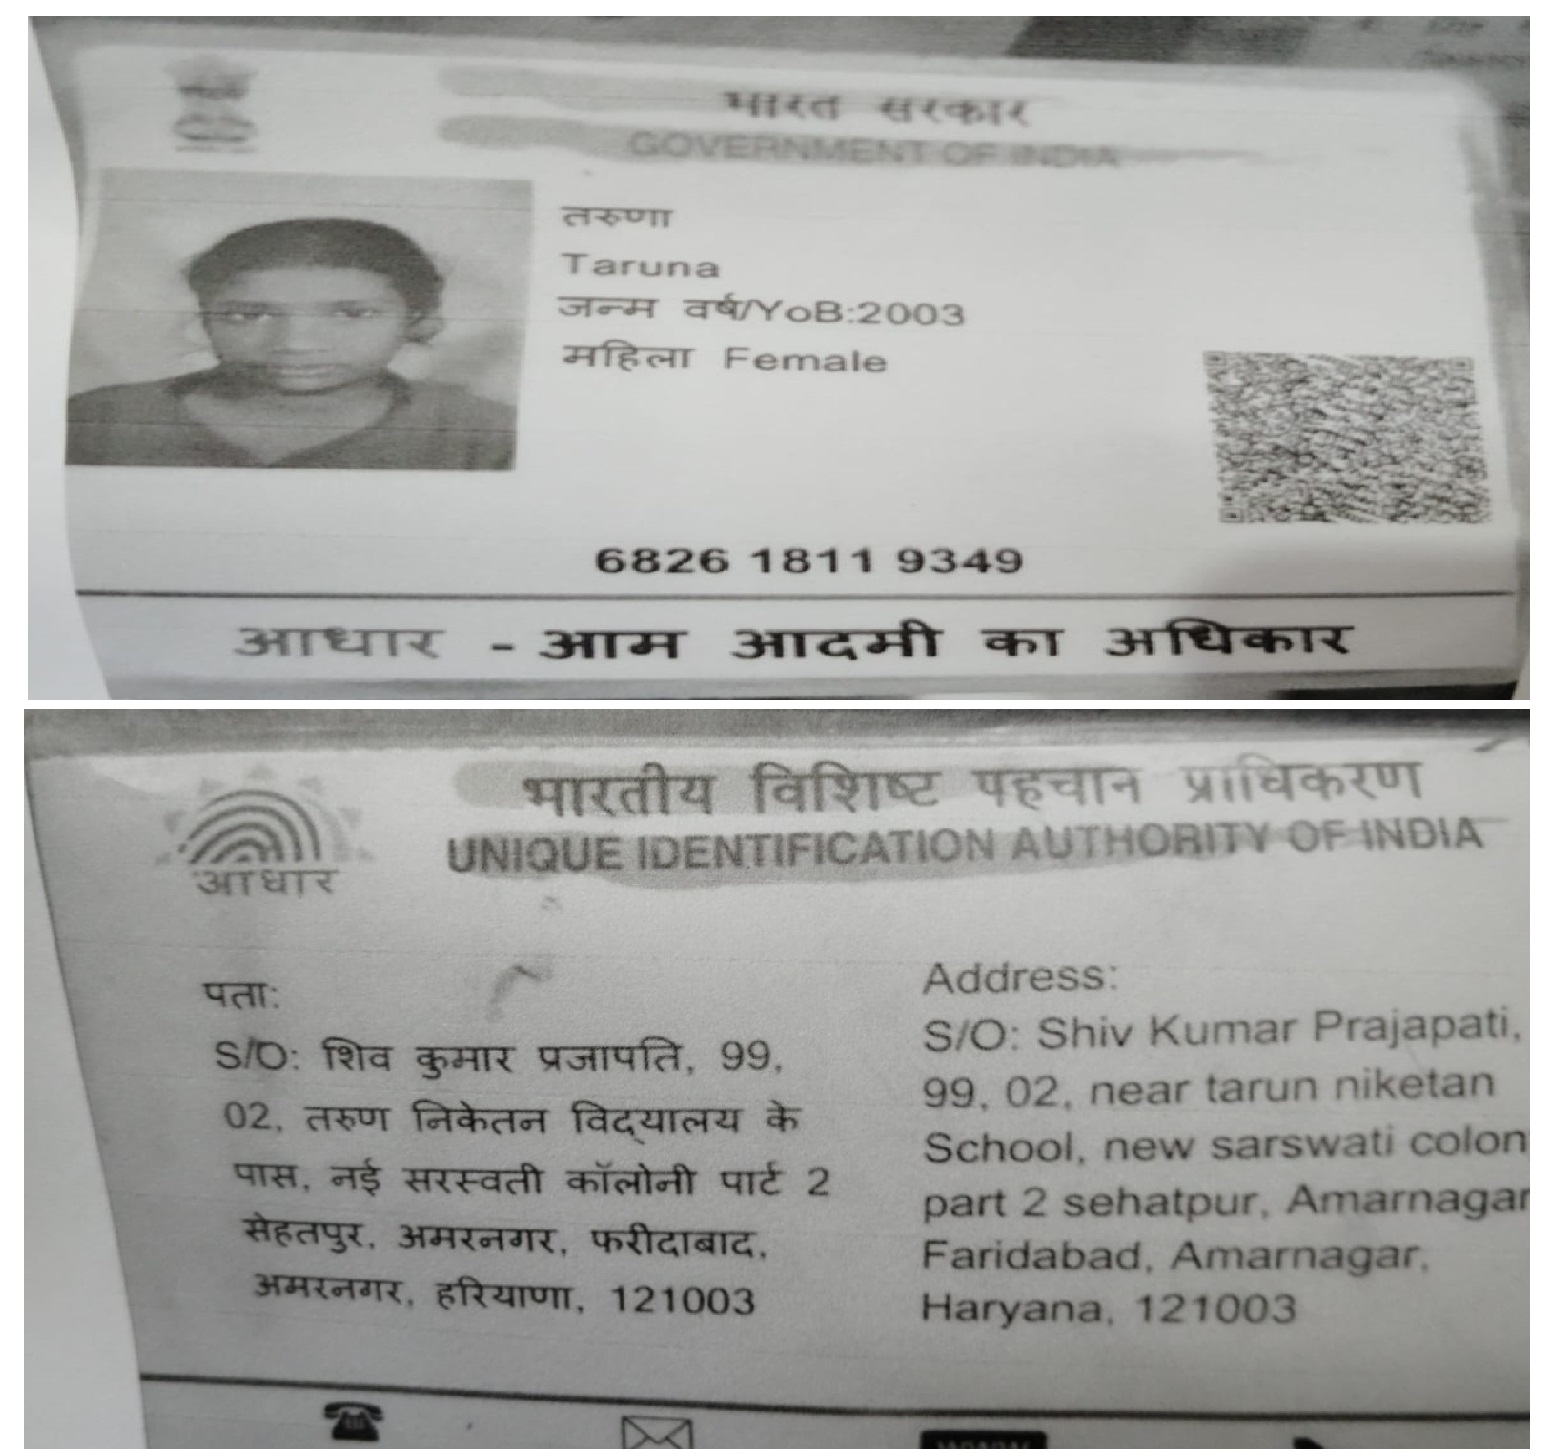 भारत सरकार
GOVERNMENT OF INDIA
तरुणा
Taruna
जन्म वर्ष/YoB:2003
महिला Female
6826 1811 9349
आधार - आम आदमी का अधिकार
भारतीय विशिष्ट पहचान प्राधिकरण
UNIQUE IDENTIFICATION AUTHORITY OF INDIA
आधार
पता:
S/O: शिव कुमार प्रजापति, 99,
02, तरुण निकेतन विद्यालय के
पास, नई सरस्वती कॉलोनी पार्ट 2
सेहतपुर, अमरनगर, फरीदाबाद,
अमरनगर, हरियाणा, 121003
Address:
S/O: Shiv Kumar Prajapati,
99, 02, near tarun niketan
School, new sarswati colon
part 2 sehatpur, Amarnagar
Faridabad, Amarnagar,
Haryana, 121003